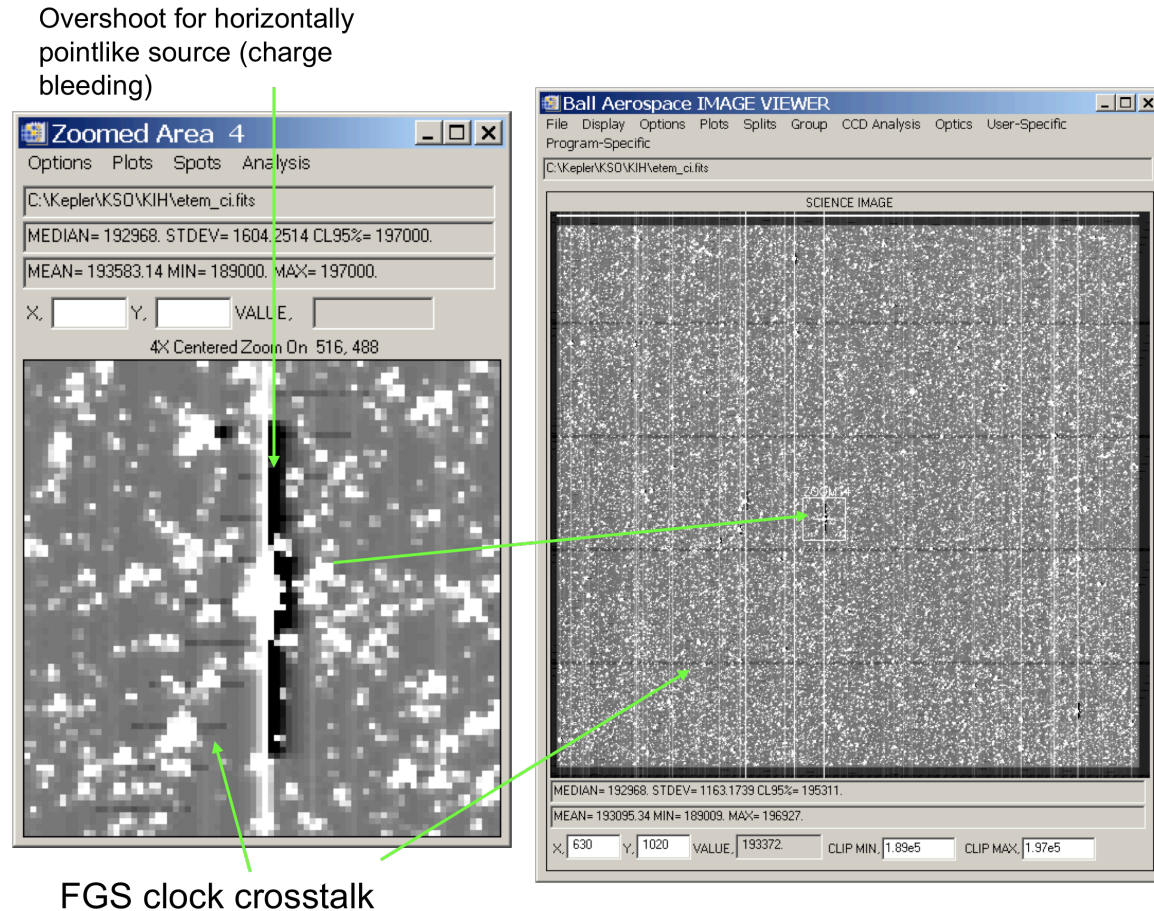 Overshoot for horizontally
pointlike source (charge
bleeding)
Zoomed Area 4
Options Plots Spots Analysis
C:\Kepler\KSO\KIH\etem_ci.fits
MEDIAN= 192968. STDEV= 1604.2514 CL95%= 197000.
MEAN= 193583.14 MIN= 189000. MAX= 197000.
X, Y, VALUE,
4X Centered Zoom On 516, 488
FGS clock crosstalk
Ball Aerospace IMAGE VIEWER
File Display Options Plots Splits Group CCD Analysis Optics User-Specific
Program-Specific
C:\Kepler\KSO\KIH\etem_ci.fits
SCIENCE IMAGE
MEDIAN= 192968. STDEV= 1163.1739 CL95%= 195311.
MEAN= 193095.34 MIN= 189009. MAX= 196927.
X, 630 Y, 1020 VALUE, 193372. CLIP MIN, 1.89e5 CLIP MAX, 1.97e5